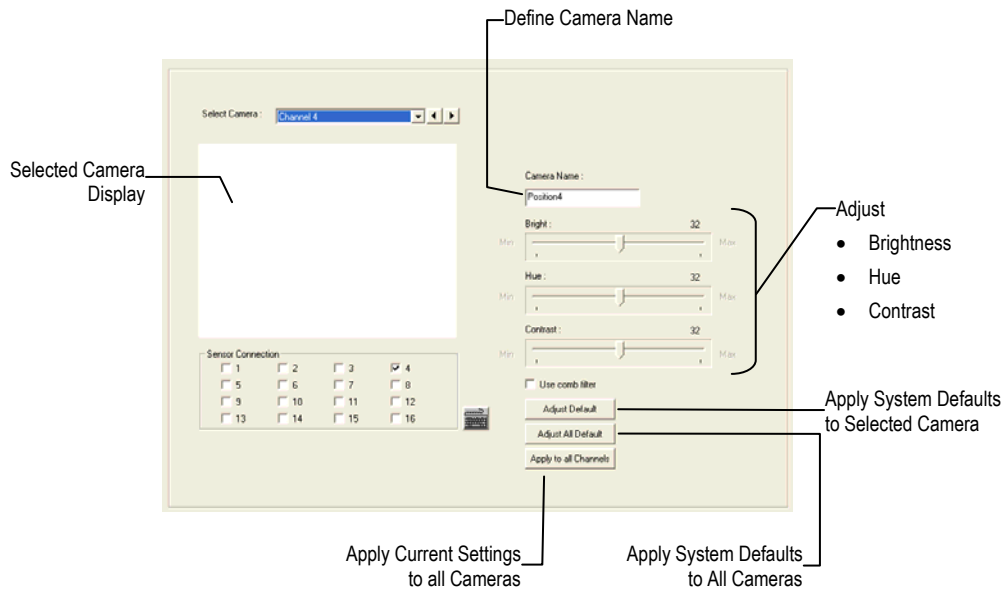 Define Camera Name
Select Camera :
Channel 4
Selected Camera
Display
Camera Name :
Position4
Bright :
32
Min
Max
Hue :
32
Min
Max
Contrast :
32
Min
Max
Adjust
• Brightness
• Hue
• Contrast
Sensor Connection
1 2 3 4
5 6 7 8
9 10 11 12
13 14 15 16
Use comb filter
Adjust Default
Adjust All Default
Apply to all Channels
Apply System Defaults
to Selected Camera
Apply Current Settings
to all Cameras
Apply System Defaults
to All Cameras